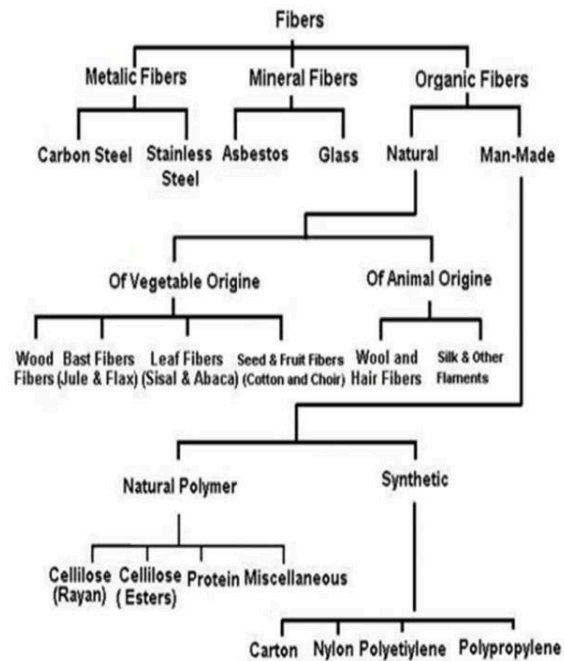 Fibers
Metalic Fibers
Mineral Fibers
Organic Fibers
Carbon Steel
Stainless
Steel
Asbestos
Glass
Natural
Man-Made
Of Vegetable Origine
Of Animal Origine
Wood
Fibers
Bast Fibers
(Jule & Flax)
Leaf Fibers
(Sisal & Abaca)
Seed & Fruit Fibers
(Cotton and Choir)
Wool and
Hair Fibers
Silk & Other
Flaments
Natural Polymer
Synthetic
Cellilose
(Rayan)
Cellilose
( Esters)
Protein
Miscellaneous
Carton
Nylon
Polyetiylene
Polypropylene